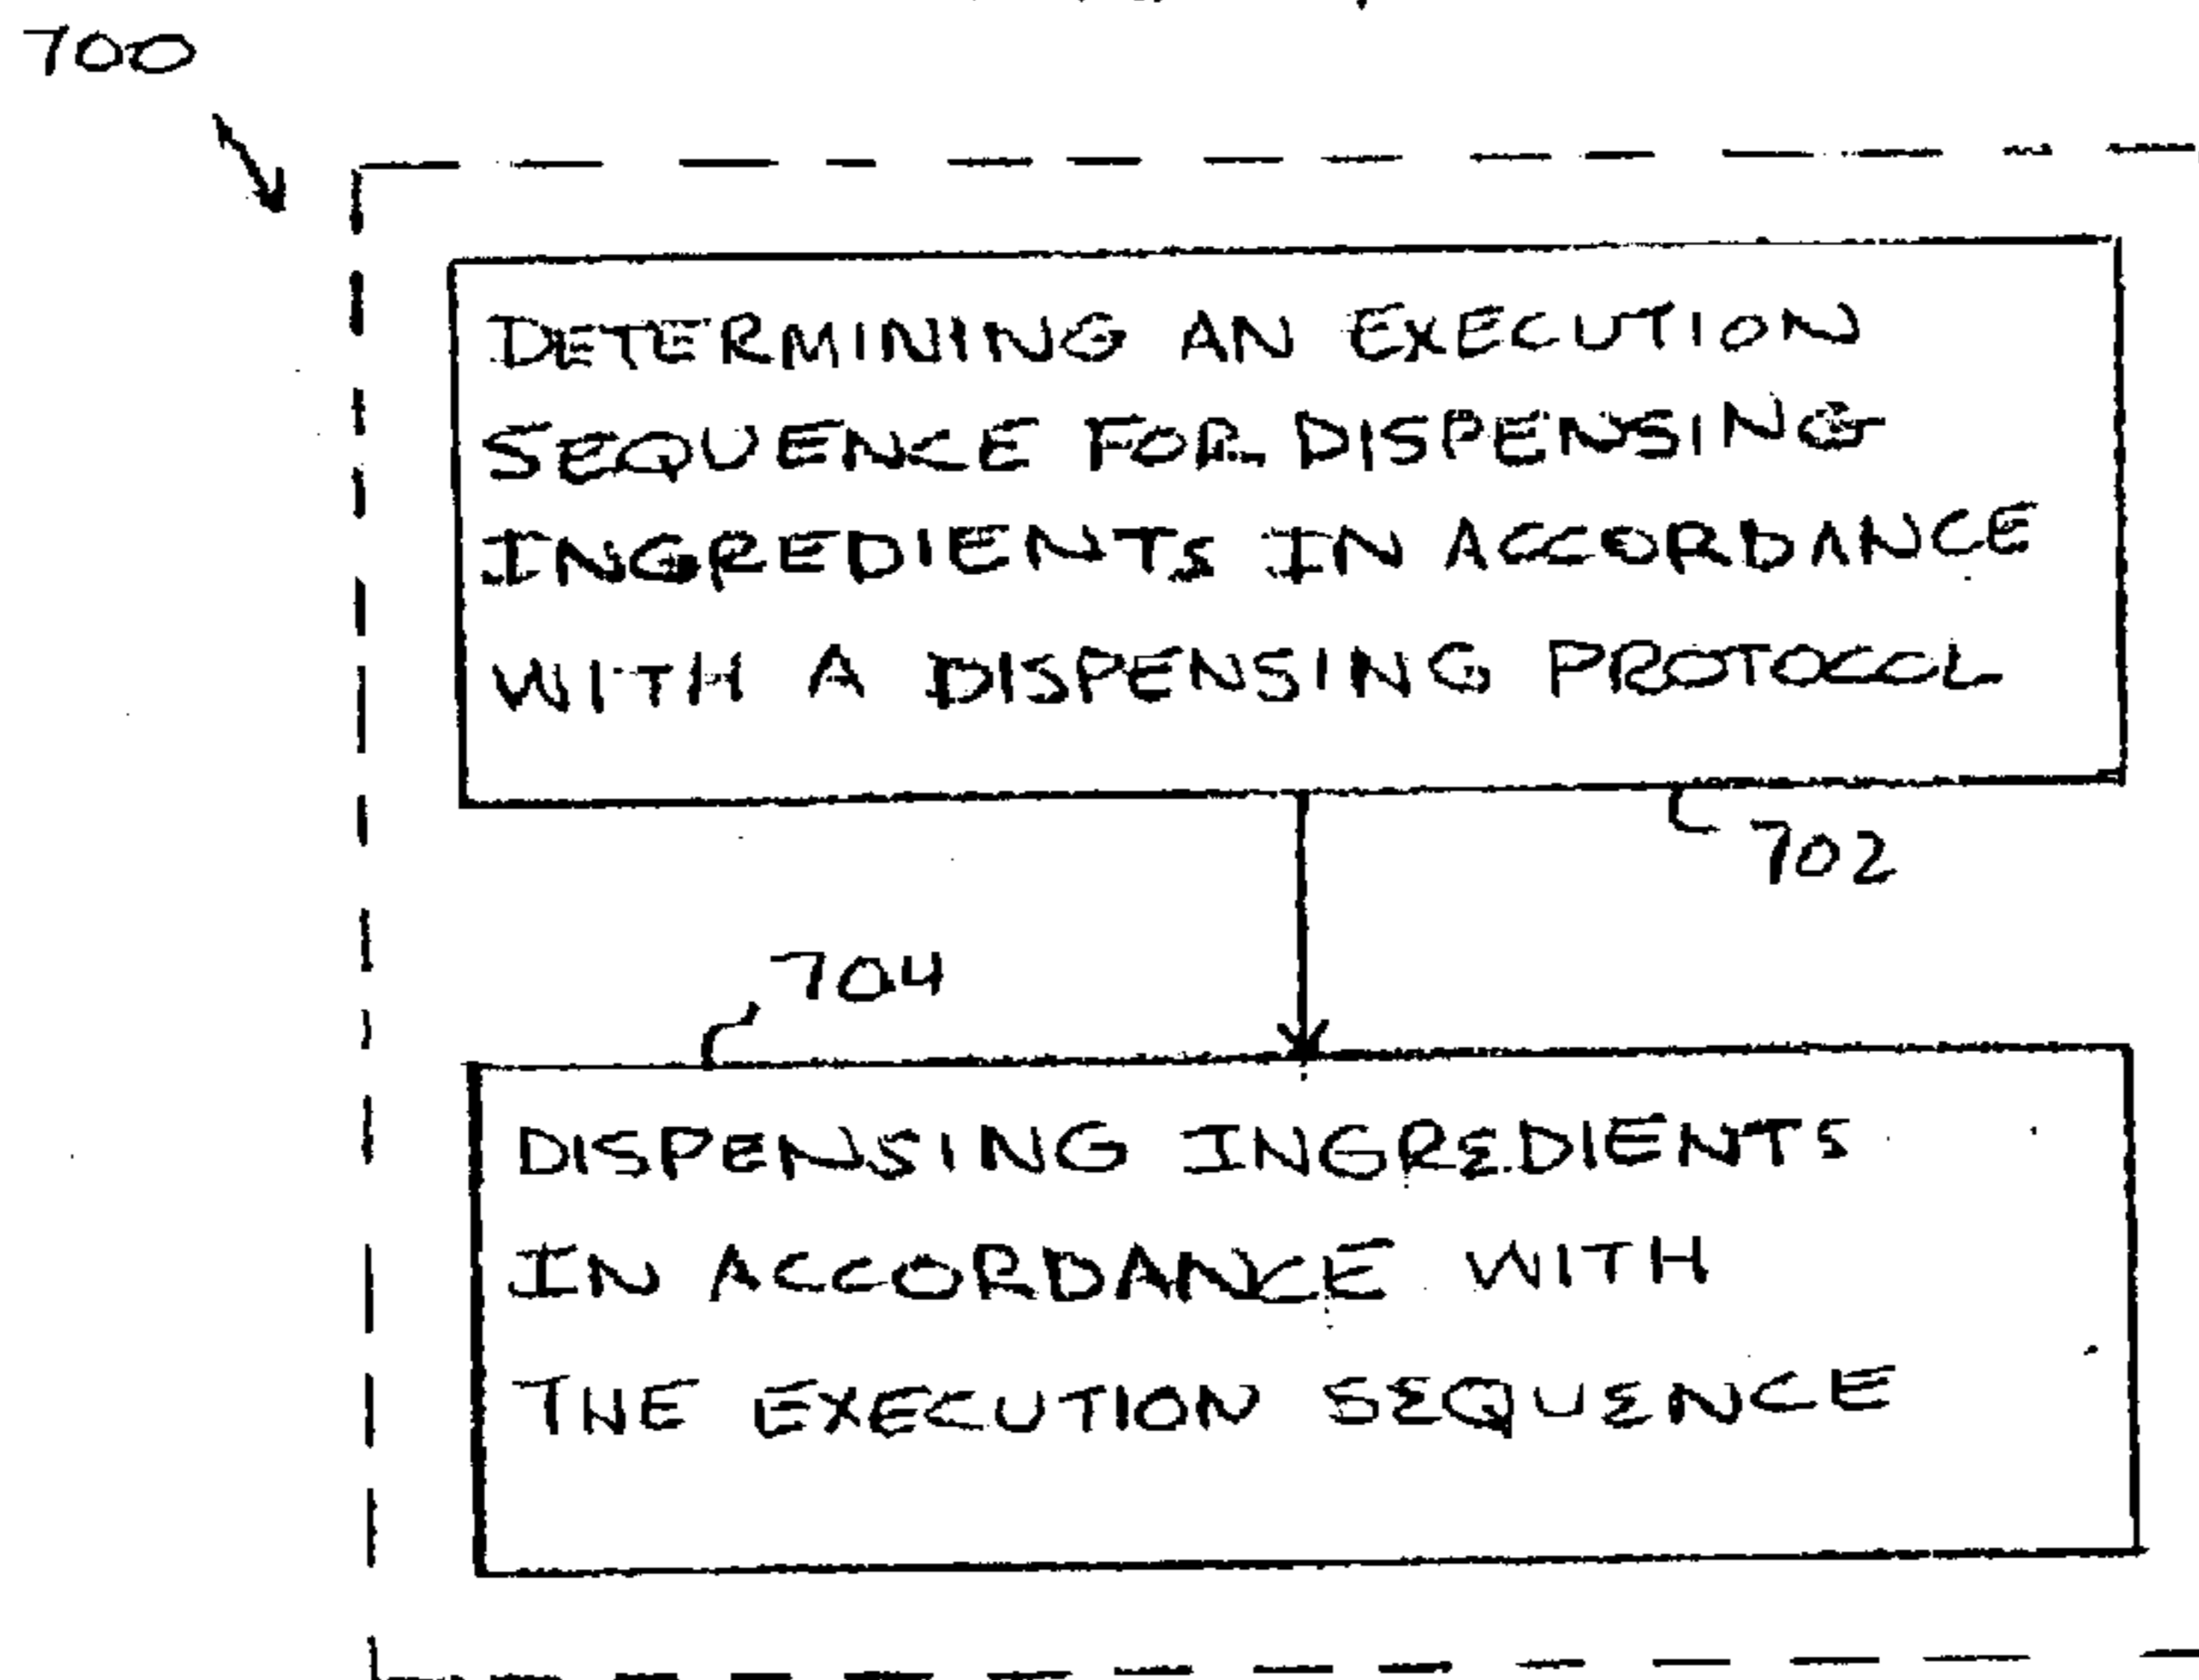 700
DETERMINING AN EXECUTION
SEQUENCE FOR DISPENSING
INGREDIENTS IN ACCORDANCE
WITH A DISPENSING PROTOCOL
702
704
DISPENSING INGREDIENTS
IN ACCORDANCE WITH
THE EXECUTION SEQUENCE